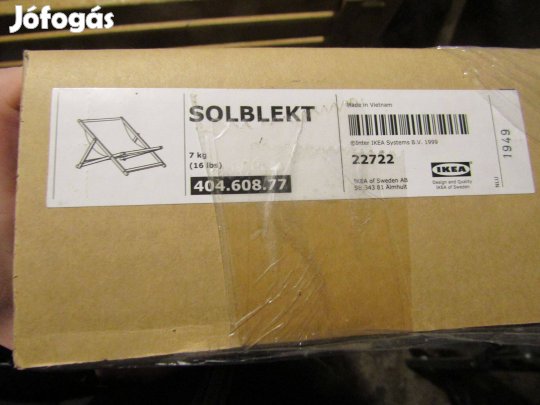 Jófogás
SOLBLEKT
7 kg
(16 lbs)
404.608.77
Made in Vietnam
©Inter IKEA Systems B.V. 1999
22722
IKEA of Sweden AB
SE-343 81 Älmhult
IKEA
Design and Quality
IKEA of Sweden
NLU
1949